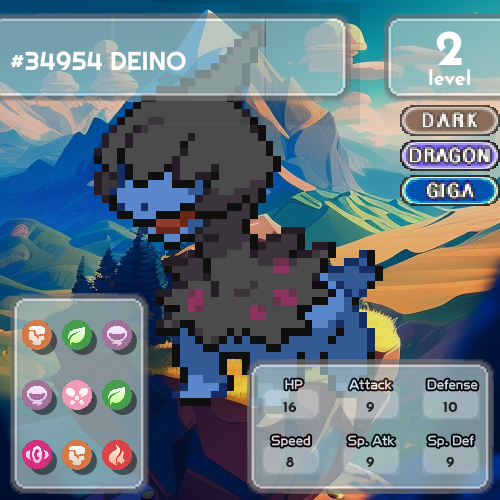 #34954 DEINO
2
level
DARK
DRAGON
GIGA
HP Attack Defense
16 9 10
Speed Sp. Atk Sp. Def
8 9 9